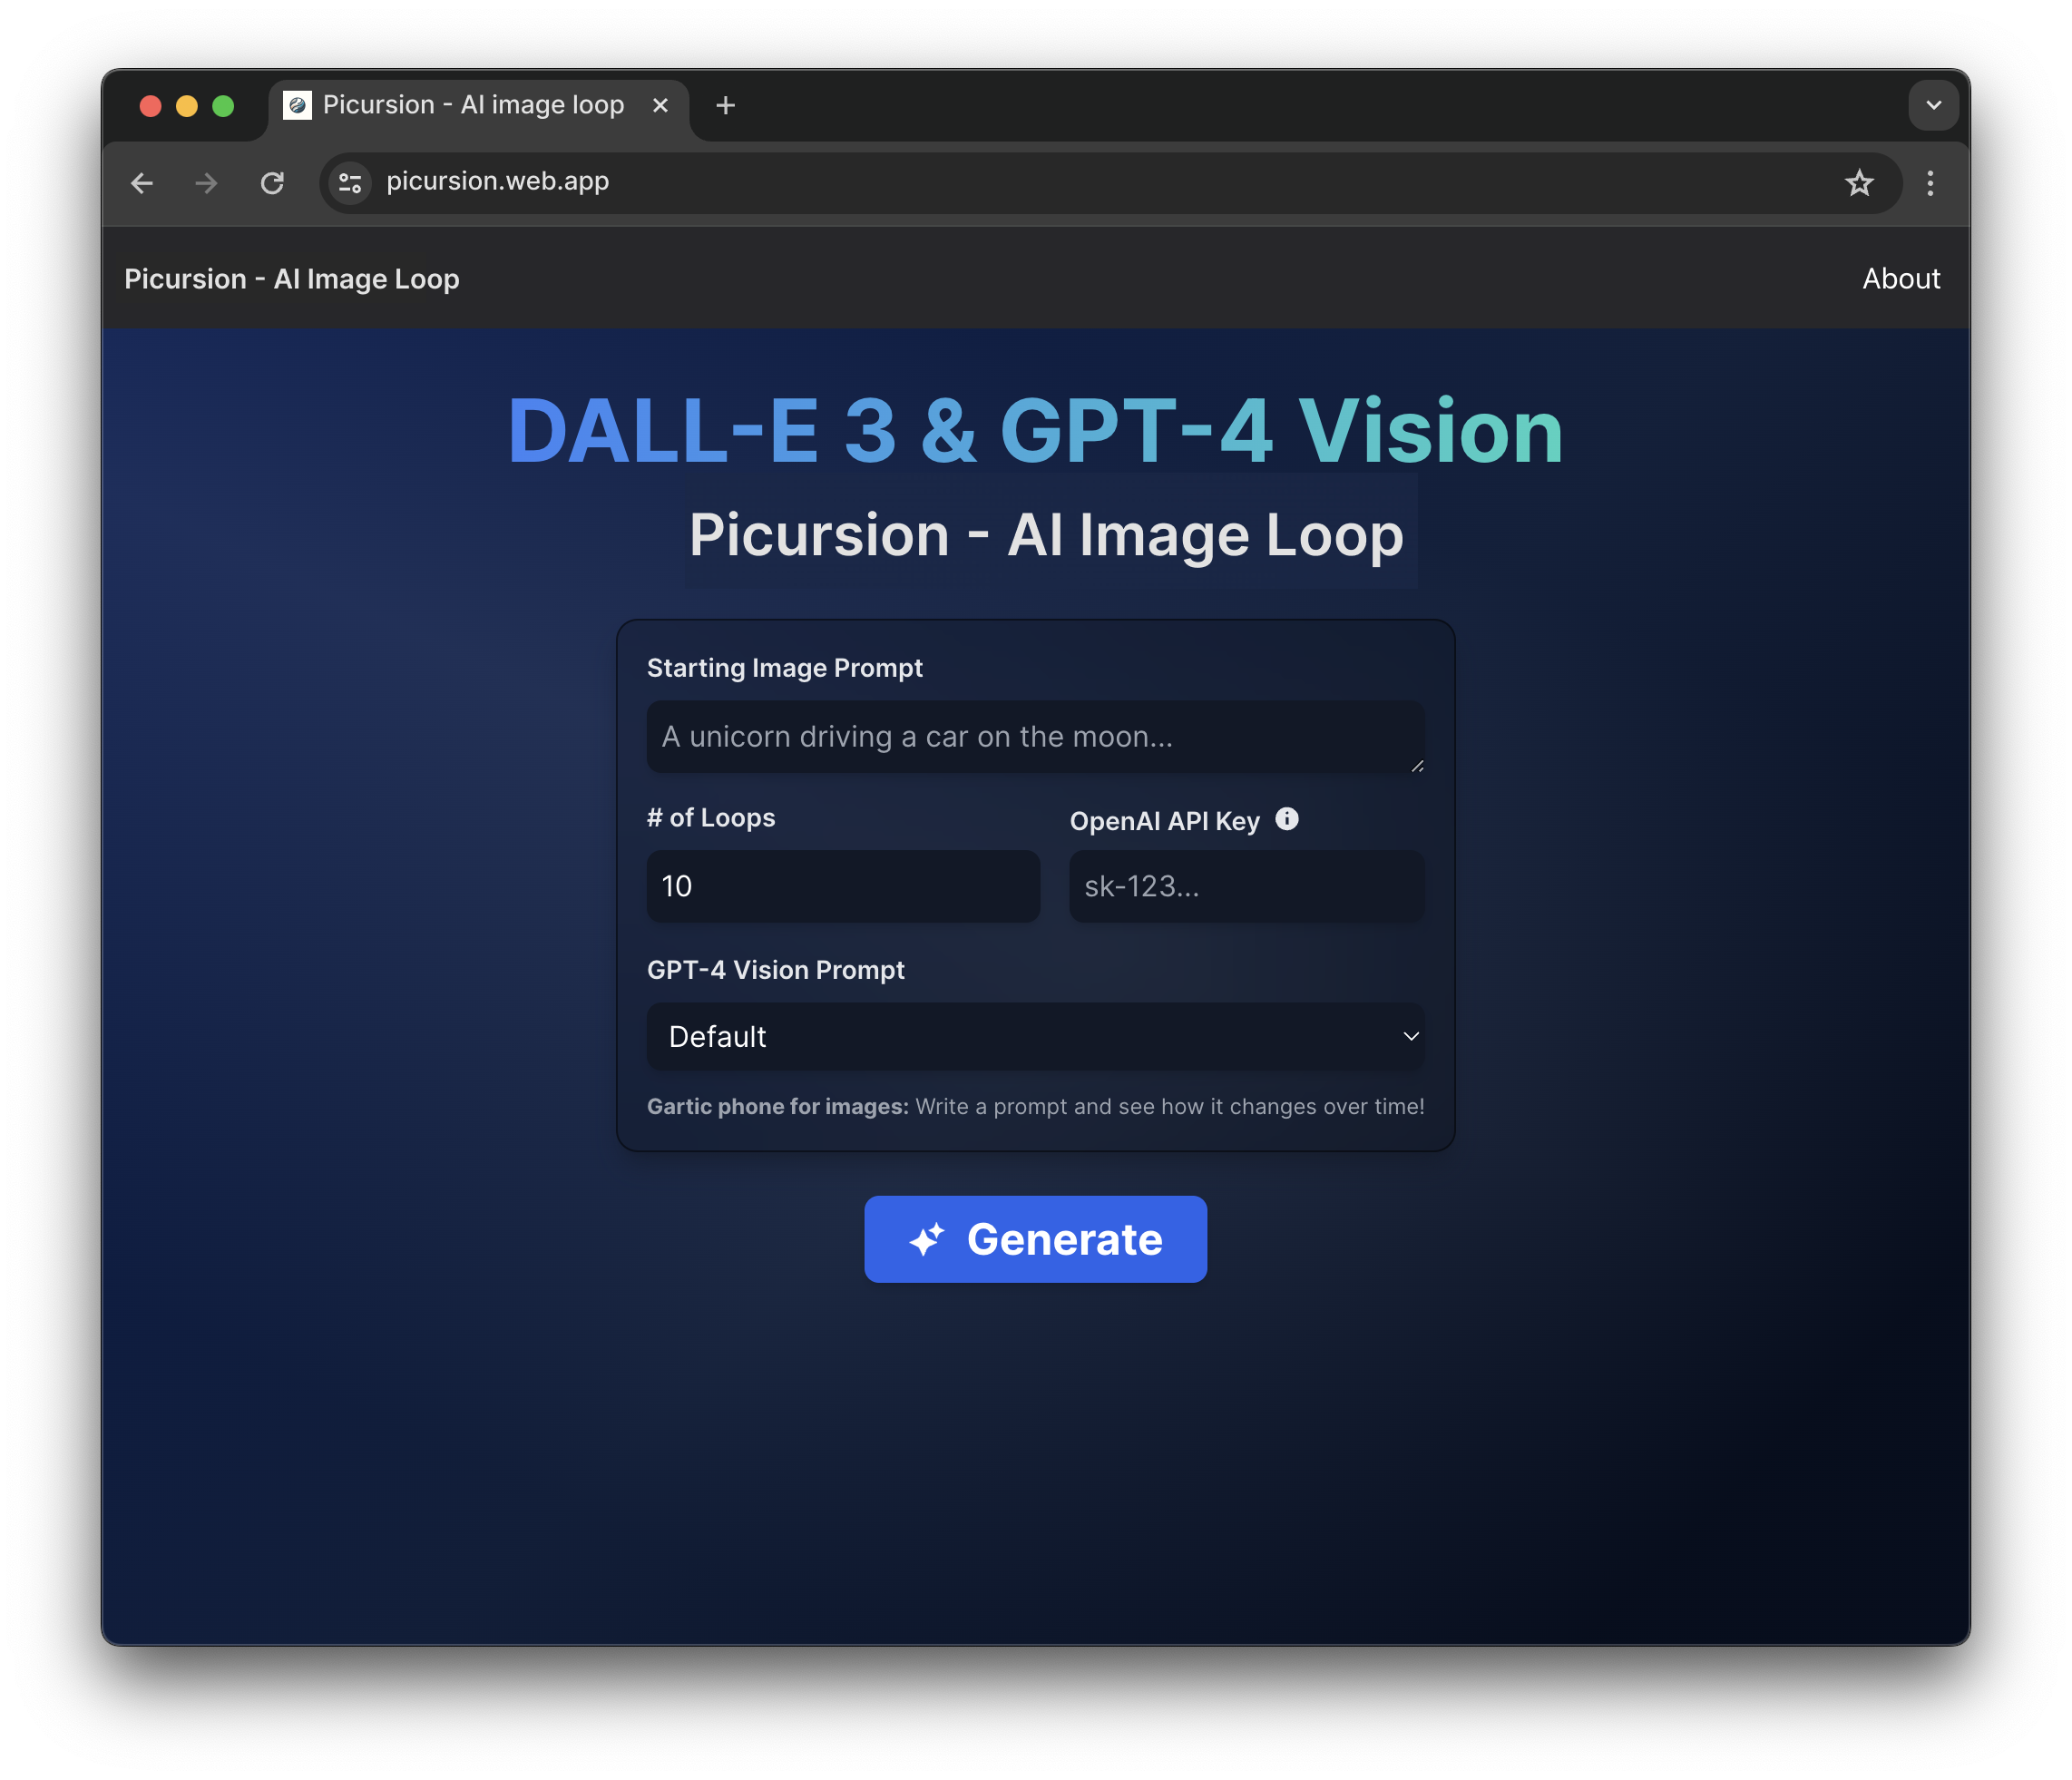 Picursion - AI image loop
picursion.web.app
Picursion - AI Image Loop
About
DALL-E 3 & GPT-4 Vision
Picursion - AI Image Loop
Starting Image Prompt
A unicorn driving a car on the moon...
# of Loops
OpenAI API Key
10
sk-123...
GPT-4 Vision Prompt
Default
Gartic phone for images: Write a prompt and see how it changes over time!
Generate